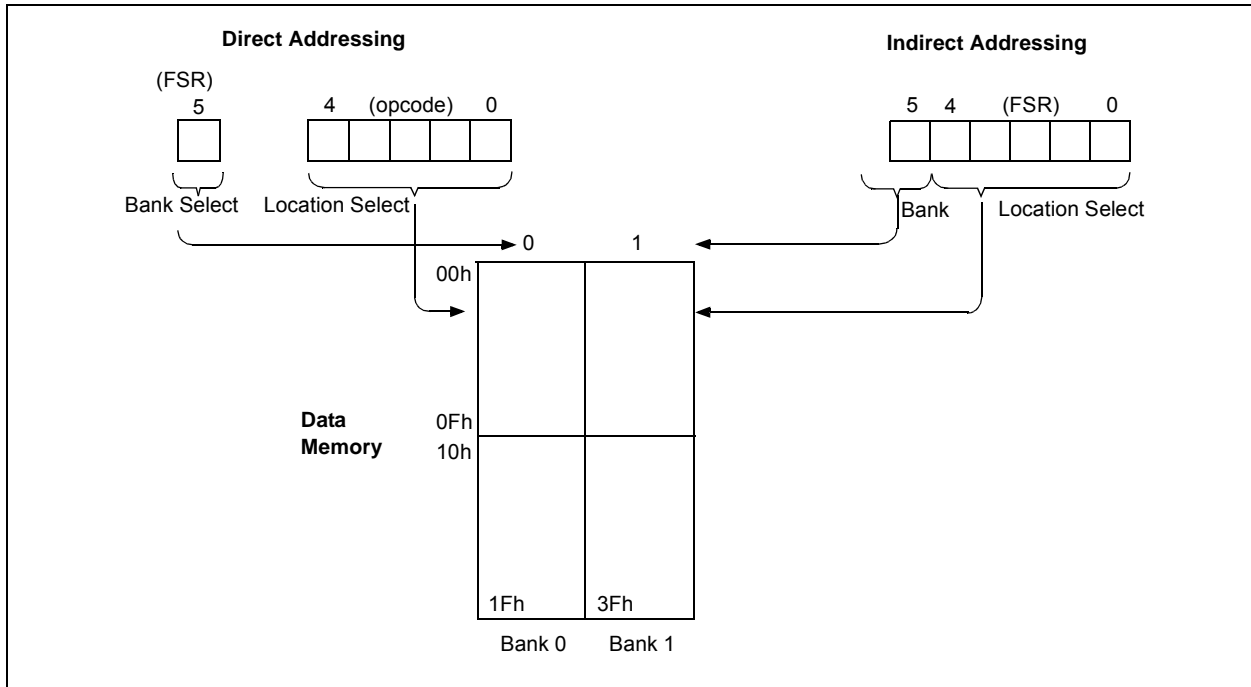 Direct Addressing
Indirect Addressing
(FSR)
5
4 (opcode) 0
5 4 (FSR) 0
Bank Select
Location Select
Bank
Location Select
0
1
00h
Data
Memory
0Fh
10h
1Fh
3Fh
Bank 0
Bank 1